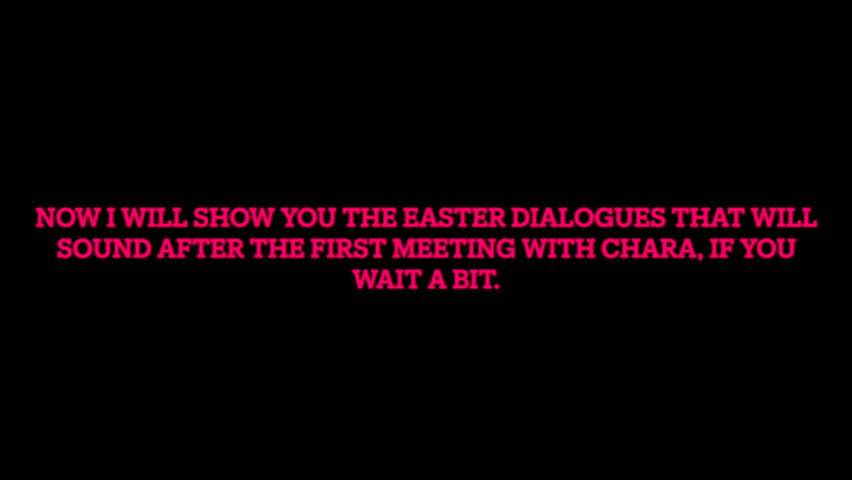 NOW I WILL SHOW YOU THE EASTER DIALOGUES THAT WILL
SOUND AFTER THE FIRST MEETING WITH CHARA, IF YOU
WAIT A BIT.